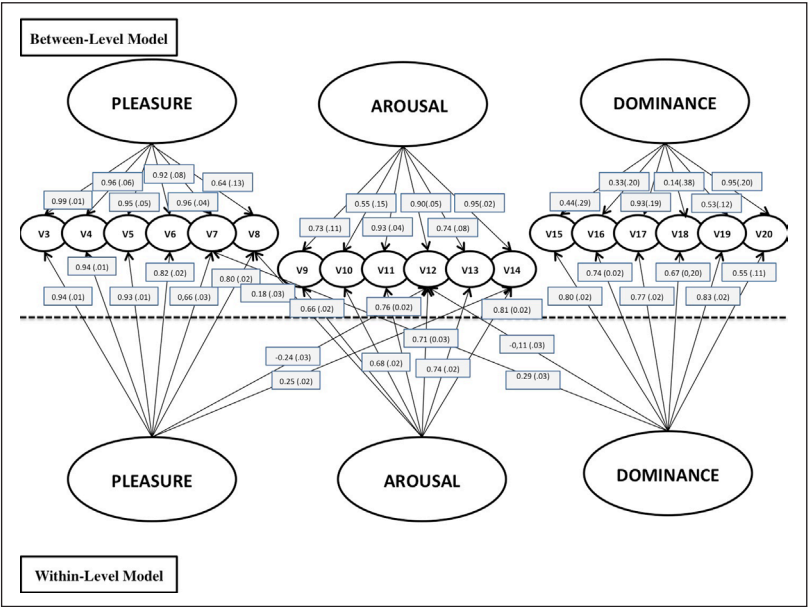 Between-Level Model
PLEASURE
AROUSAL
DOMINANCE
0.92 (.08)
0.96 (.06)
0.64 (.13)
0.33(.20)
0.14(.38)
0.95(.20)
0.99 (.01)
0.95 (.05)
0.96 (.04)
0.55 (.15)
0.90(.05)
0.95(.02)
0.44(.29)
0.93(.19)
0.53(.12)
0.73 (.11)
0.93 (.04)
0.74 (.08)
V3
V4
V5
V6
V7
V8
V15
V16
V17
V18
V19
V20
V9
V10
V11
V12
V13
V14
0.94 (.01)
0.82 (.02)
0.80 (.02)
0.74 (0.02)
0.67 (0,20)
0.55 (.11)
0.94 (.01)
0.93 (.01)
0,66 (.03)
0.18 (.03)
0.80 (.02)
0.77 (.02)
0.83 (.02)
0.66 (.02)
0.76 (0.02)
0.81 (0.02)
0.71 (0.03)
-0,11 (.03)
-0.24 (.03)
0.68 (.02)
0.74 (.02)
0.25 (.02)
0.29 (.03)
PLEASURE
AROUSAL
DOMINANCE
Within-Level Model